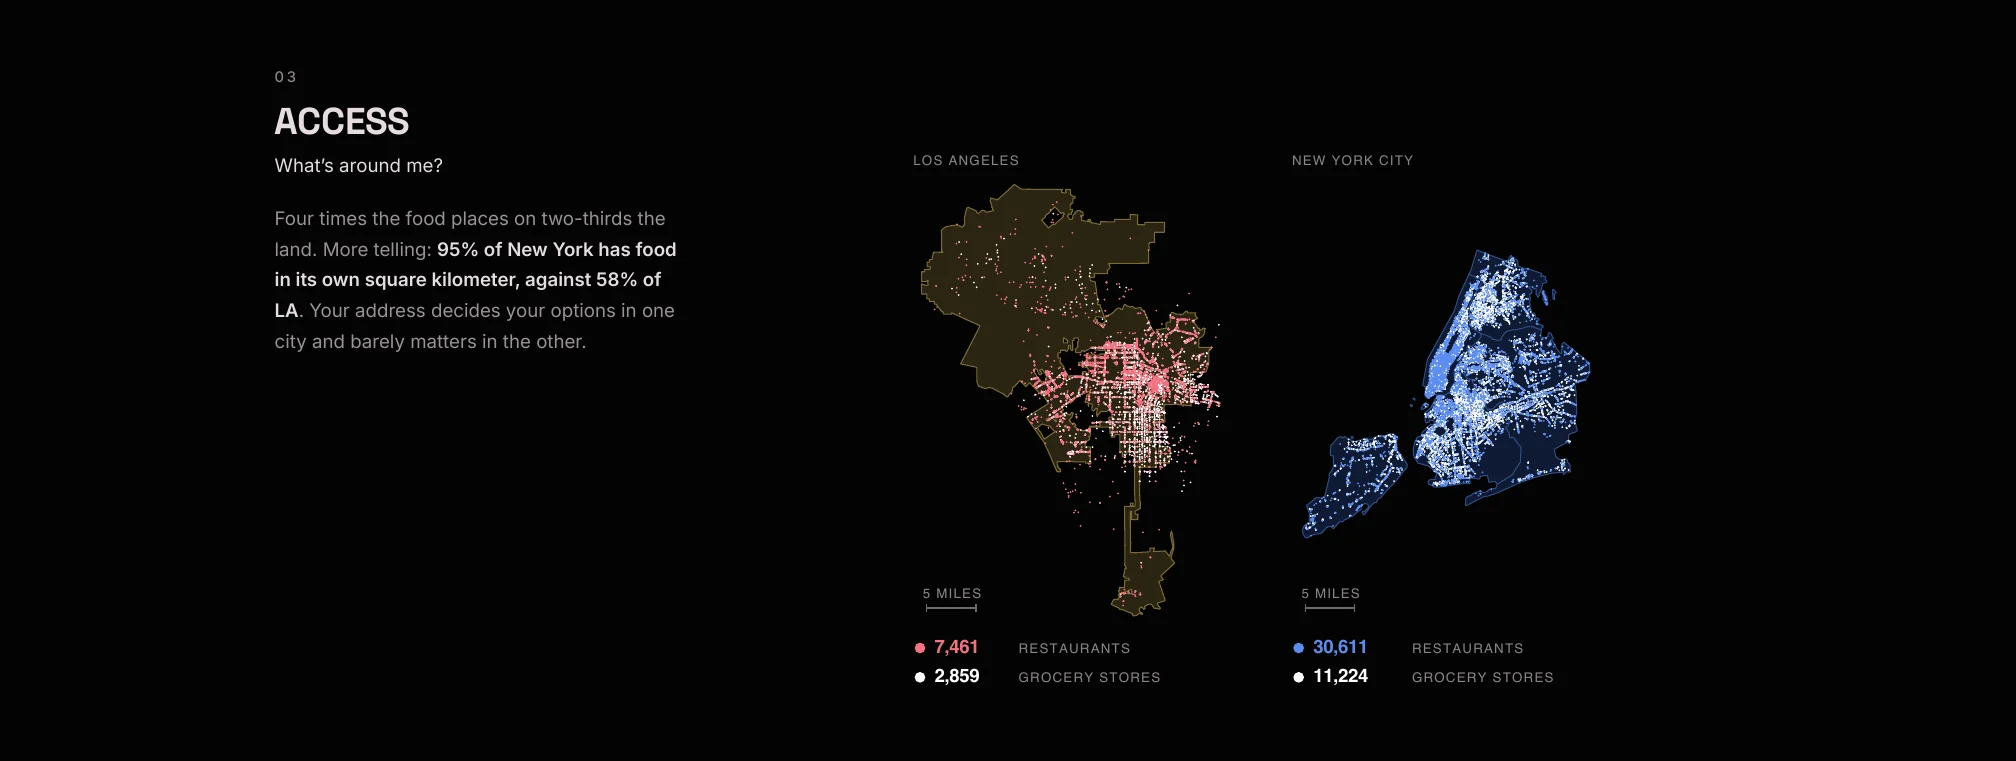 03
ACCESS
What's around me?
Four times the food places on two-thirds the
land. More telling: 95% of New York has food
in its own square kilometer, against 58% of
LA. Your address decides your options in one
city and barely matters in the other.
LOS ANGELES
5 MILES
7,461 RESTAURANTS
2,859 GROCERY STORES
NEW YORK CITY
5 MILES
30,611 RESTAURANTS
11,224 GROCERY STORES